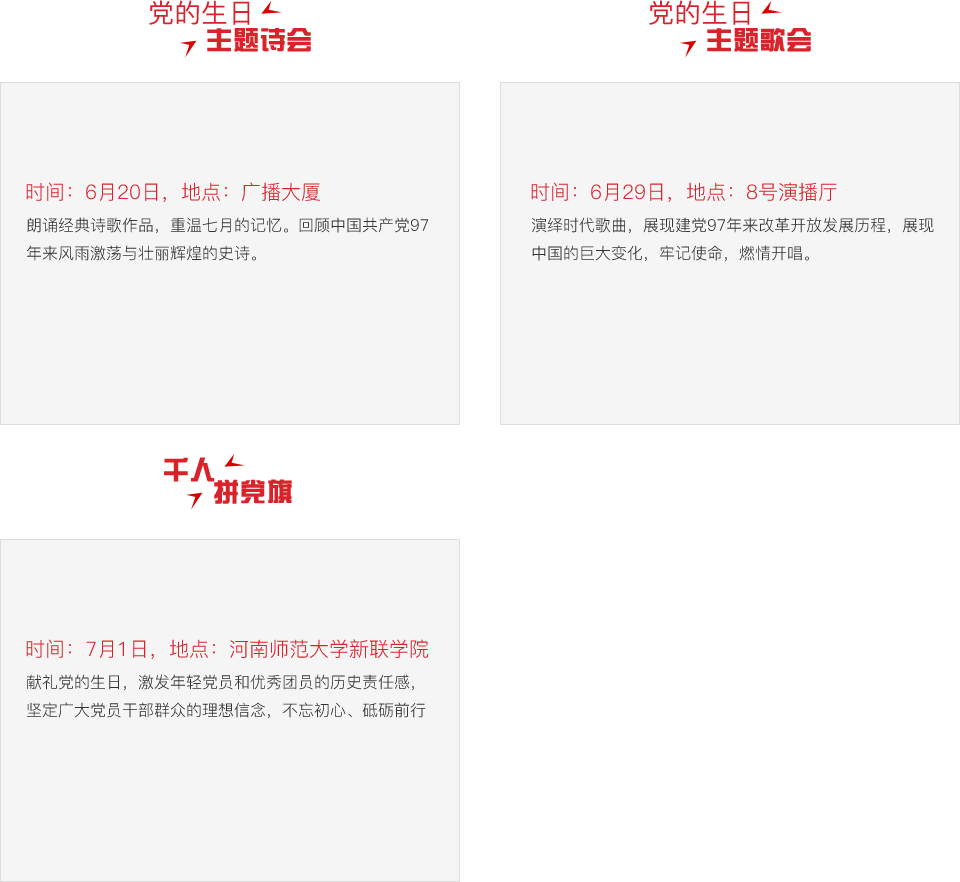 党的生日
主题诗会
时间：6月20日，地点：广播大厦
朗诵经典诗歌作品，重温七月的记忆。回顾中国共产党97
年来风雨激荡与壮丽辉煌的史诗。
党的生日
主题歌会
时间：6月29日，地点：8号演播厅
演绎时代歌曲，展现建党97年来改革开放发展历程，展现
中国的巨大变化，牢记使命，燃情开唱。
千人
拼党旗
时间：7月1日，地点：河南师范大学新联学院
献礼党的生日，激发年轻党员和优秀团员的历史责任感，
坚定广大党员干部群众的理想信念，不忘初心、砥砺前行